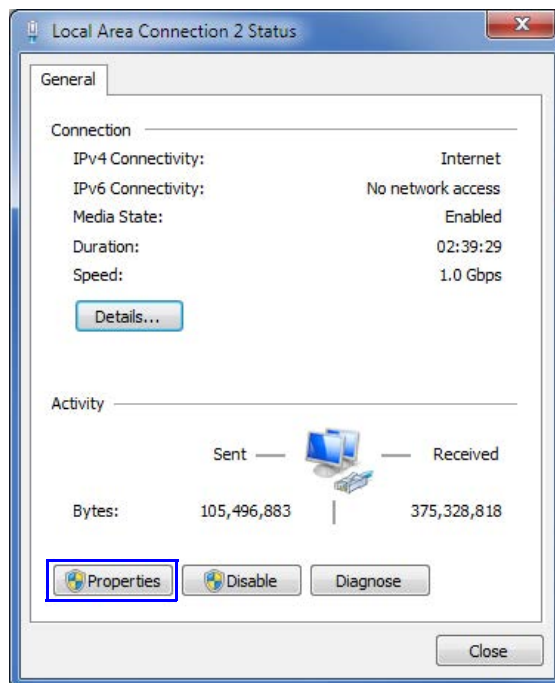 Local Area Connection 2 Status
General
Connection
IPv4 Connectivity: Internet
IPv6 Connectivity: No network access
Media State: Enabled
Duration: 02:39:29
Speed: 1.0 Gbps
Details...
Activity
Sent Received
Bytes: 105,496,883 375,328,818
Properties Disable Diagnose
Close